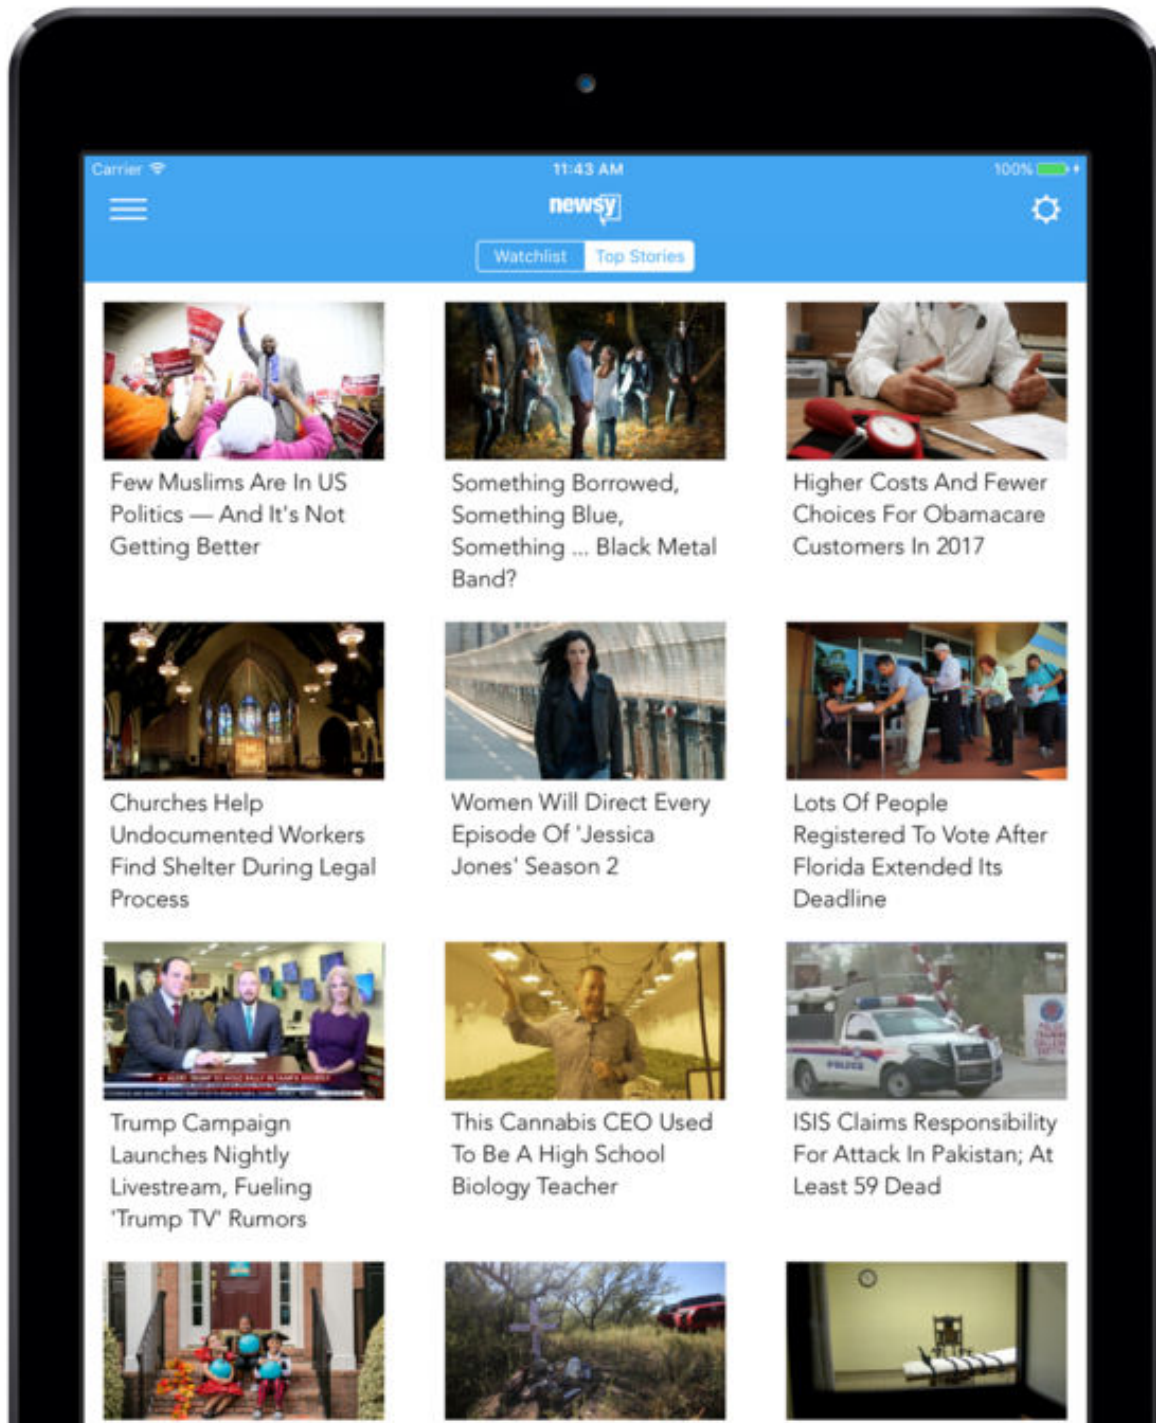 Carrier
11:43 AM
100%
newsy
Watchlist
Top Stories
Few Muslims Are In US
Politics — And It's Not
Getting Better
Something Borrowed,
Something Blue,
Something ... Black Metal
Band?
Higher Costs And Fewer
Choices For Obamacare
Customers In 2017
Churches Help
Undocumented Workers
Find Shelter During Legal
Process
Women Will Direct Every
Episode Of 'Jessica
Jones' Season 2
Lots Of People
Registered To Vote After
Florida Extended Its
Deadline
POLICE
Trump Campaign
Launches Nightly
Livestream, Fueling
'Trump TV' Rumors
This Cannabis CEO Used
To Be A High School
Biology Teacher
ISIS Claims Responsibility
For Attack In Pakistan; At
Least 59 Dead